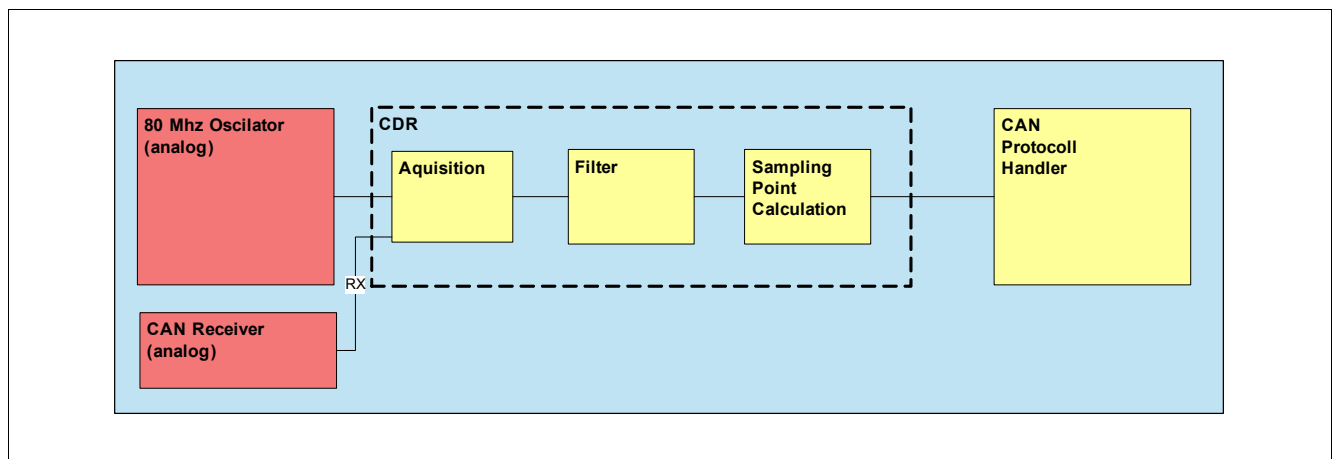 80 Mhz Oscilator
(analog)
CDR
Aquisition
Filter
Sampling
Point
Calculation
CAN
Protocoll
Handler
RX
CAN Receiver
(analog)